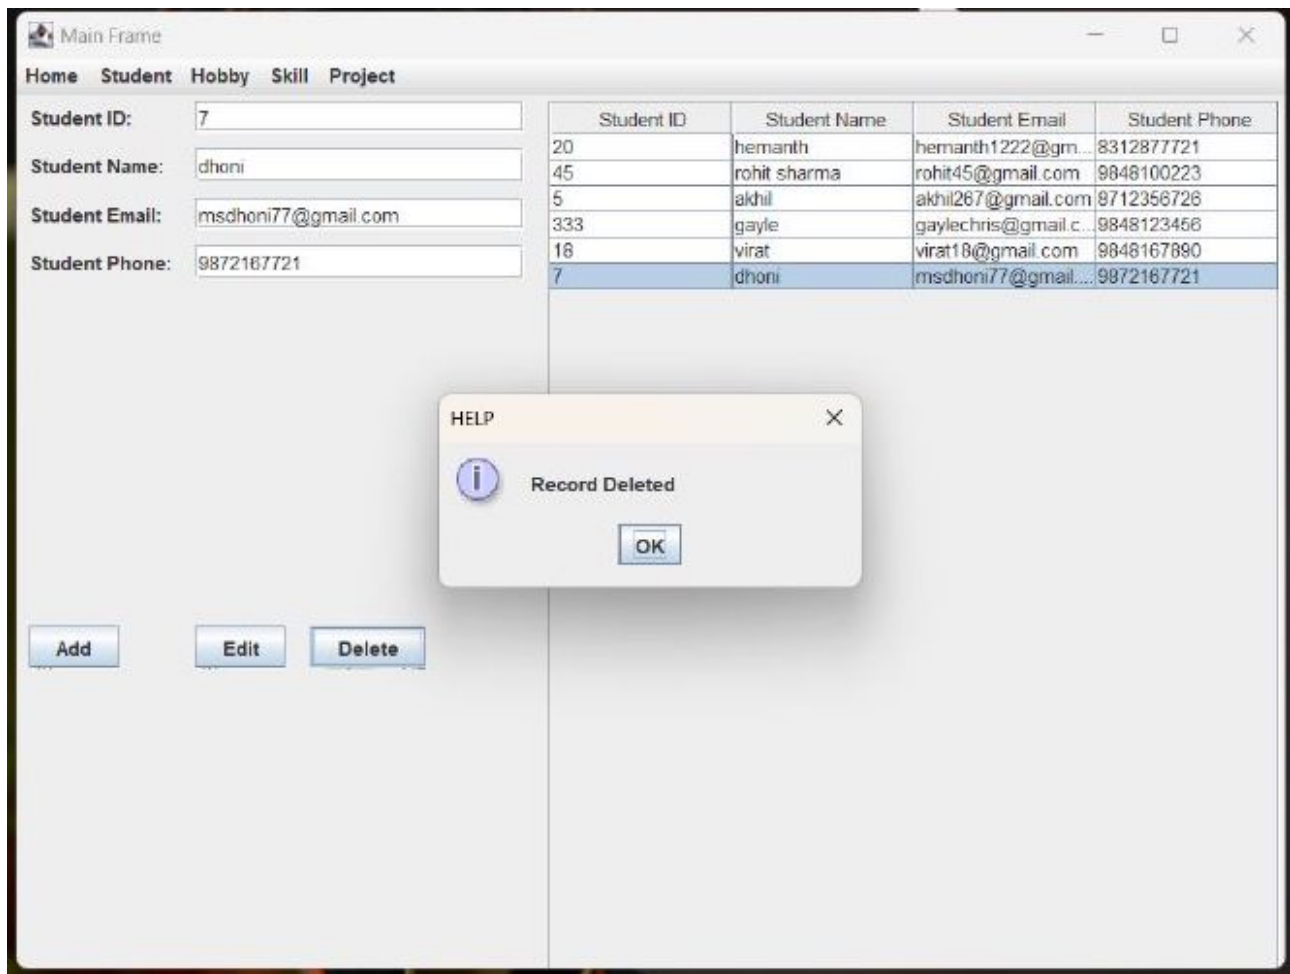 Main Frame
Home Student Hobby Skill Project
Student ID: 7
Student Name: dhoni
Student Email: msdhoni77@gmail.com
Student Phone: 9872167721
Student ID Student Name Student Email Student Phone
20 hemanth hemanth1222@gm... 8312877721
45 rohit sharma rohit45@gmail.com 9848100223
5 akhil akhil267@gmail.com 8712356726
333 gayle gaylechris@gmail.c... 9848123456
18 virat virat18@gmail.com 9848167890
7 dhoni msdhoni77@gmail.... 9872167721
HELP
Record Deleted
OK
Add Edit Delete